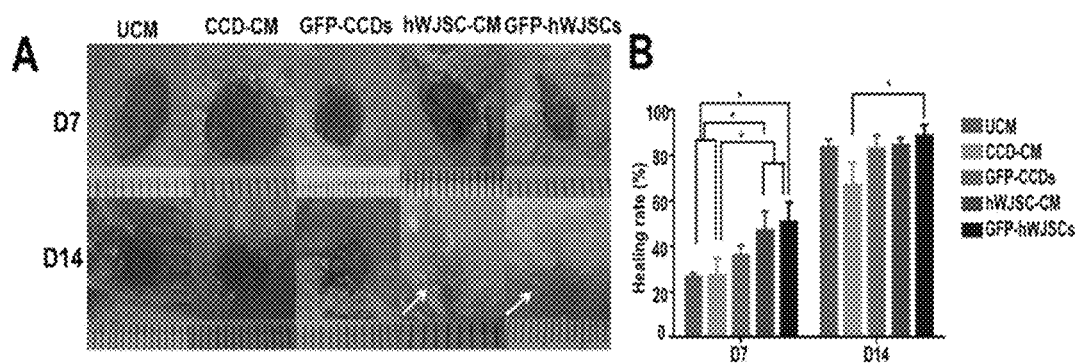 A
UCM CCD-CM GFP-CCDs hWJSC-CM GFP-hWJSCs
D7
D14
B
Healing rate (%)
100
80
60
40
20
0
D7 D14
UCM
CCD-CM
GFP-CCDs
hWJSC-CM
GFP-hWJSCs